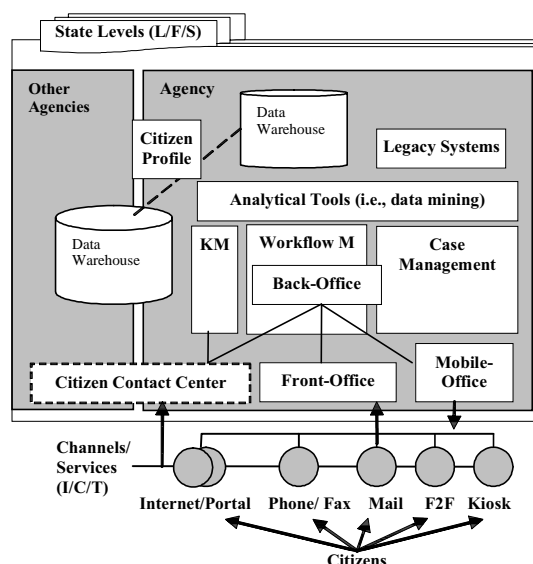 State Levels (L/F/S)
Other
Agencies
Agency
Data
Warehouse
Citizen
Profile
Legacy Systems
Analytical Tools (i.e., data mining)
Data
Warehouse
KM
Workflow M
Case
Management
Back-Office
Citizen Contact Center
Front-Office
Mobile-
Office
Channels/
Services
(I/C/T)
Internet/Portal
Phone/ Fax
Mail
F2F
Kiosk
Citizens